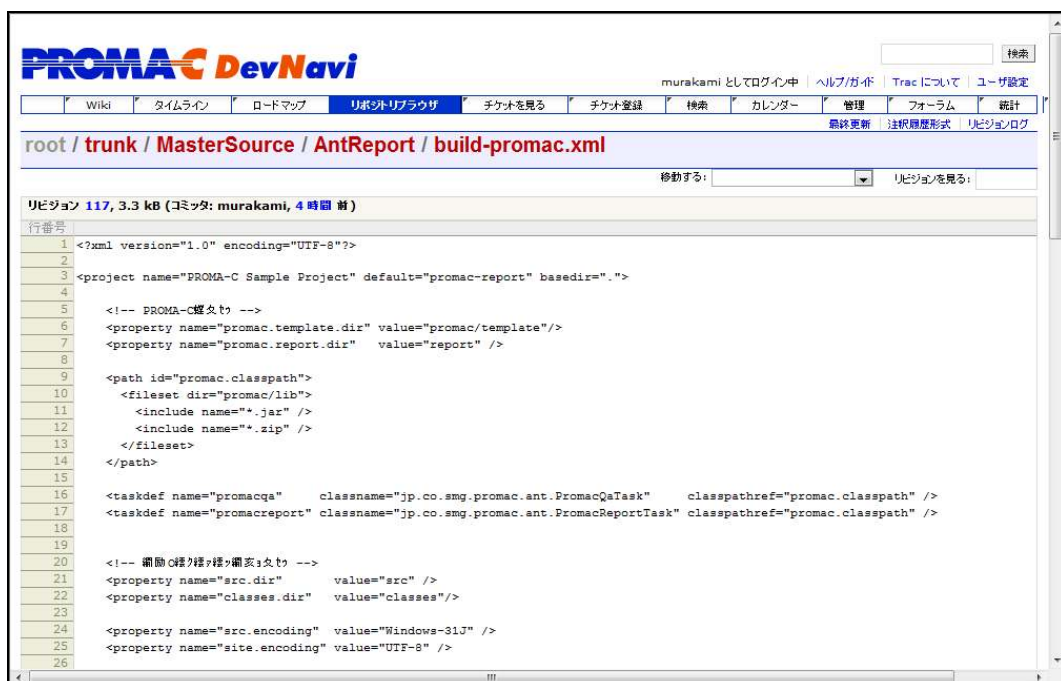 PROMA-C DevNavi
検索
murakami としてログイン中 ヘルプ/ガイド Trac について ユーザ設定
Wiki タイムライン ロードマップ リポジトリブラウザ チケットを見る チケット登録 検索 カレンダー 管理 フォーラム 統計
最終更新 注釈履歴形式 リビジョンログ
root / trunk / MasterSource / AntReport / build-promac.xml
移動する: リビジョンを見る:
リビジョン 117, 3.3 kB (コミッタ: murakami, 4 時間 前)
行番号
1 <?xml version="1.0" encoding="UTF-8"?>
2
3 <project name="PROMA-C Sample Project" default="promac-report" basedir=".">
4
5 <!-- PROMA-C -->
6 <property name="promac.template.dir" value="promac/template"/>
7 <property name="promac.report.dir" value="report" />
8
9 <path id="promac.classpath">
10 <fileset dir="promac/lib">
11 <include name="*.jar" />
12 <include name="*.zip" />
13 </fileset>
14 </path>
15
16 <taskdef name="promacqa" classname="jp.co.smg.promac.ant.PromacQaTask" classpathref="promac.classpath" />
17 <taskdef name="promacreport" classname="jp.co.smg.promac.ant.PromacReportTask" classpathref="promac.classpath" />
18
19
20 <!-- -->
21 <property name="src.dir" value="src" />
22 <property name="classes.dir" value="classes"/>
23
24 <property name="src.encoding" value="Windows-31J" />
25 <property name="site.encoding" value="UTF-8" />
26